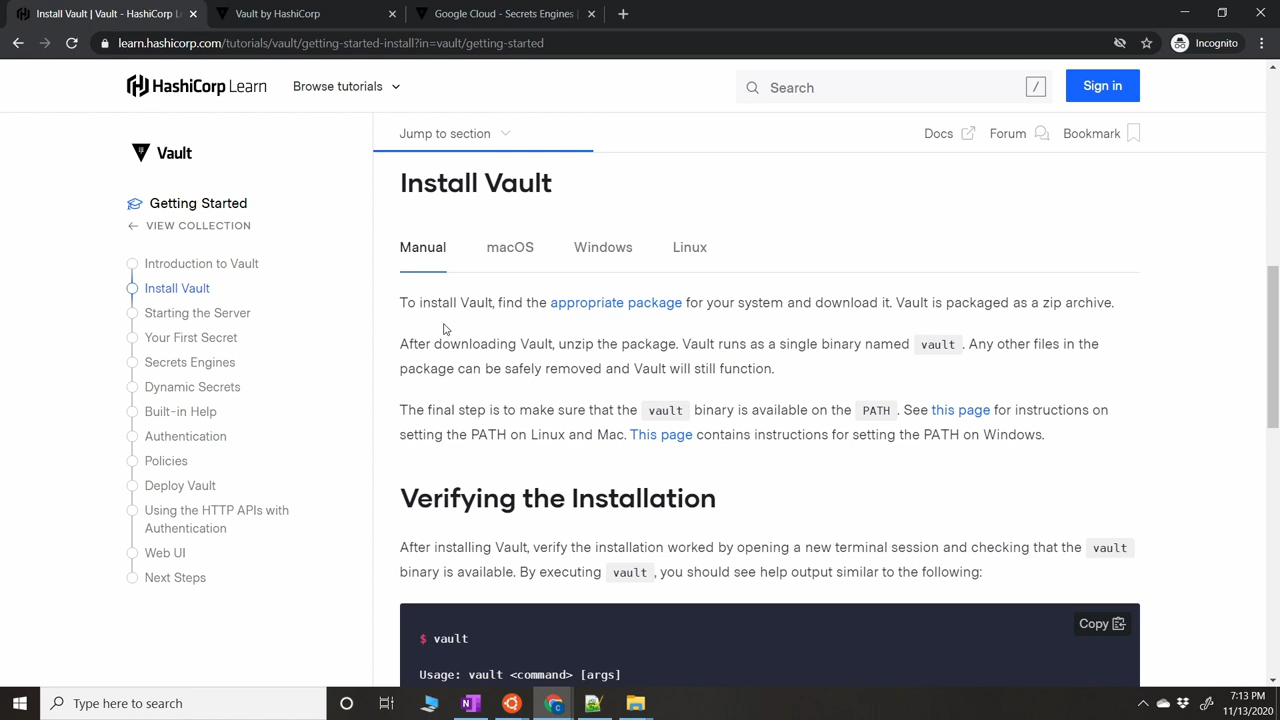 Install Vault | Vault - HashiCorp L
Vault by HashiCorp
Google Cloud - Secrets Engines |
learn.hashicorp.com/tutorials/vault/getting-started-install?in=vault/getting-started
Incognito
HashiCorp Learn
Browse tutorials
Search
/
Sign in
Jump to section
Docs
Forum
Bookmark
Vault
Getting Started
VIEW COLLECTION
Introduction to Vault
Install Vault
Starting the Server
Your First Secret
Secrets Engines
Dynamic Secrets
Built-in Help
Authentication
Policies
Deploy Vault
Using the HTTP APIs with
Authentication
Web UI
Next Steps
Install Vault
Manual
macOS
Windows
Linux
To install Vault, find the appropriate package for your system and download it. Vault is packaged as a zip archive.
After downloading Vault, unzip the package. Vault runs as a single binary named vault . Any other files in the
package can be safely removed and Vault will still function.
The final step is to make sure that the vault binary is available on the PATH . See this page for instructions on
setting the PATH on Linux and Mac. This page contains instructions for setting the PATH on Windows.
Verifying the Installation
After installing Vault, verify the installation worked by opening a new terminal session and checking that the vault
binary is available. By executing vault , you should see help output similar to the following:
Copy
$ vault
Usage: vault <command> [args]
Type here to search
7:13 PM
11/13/2020